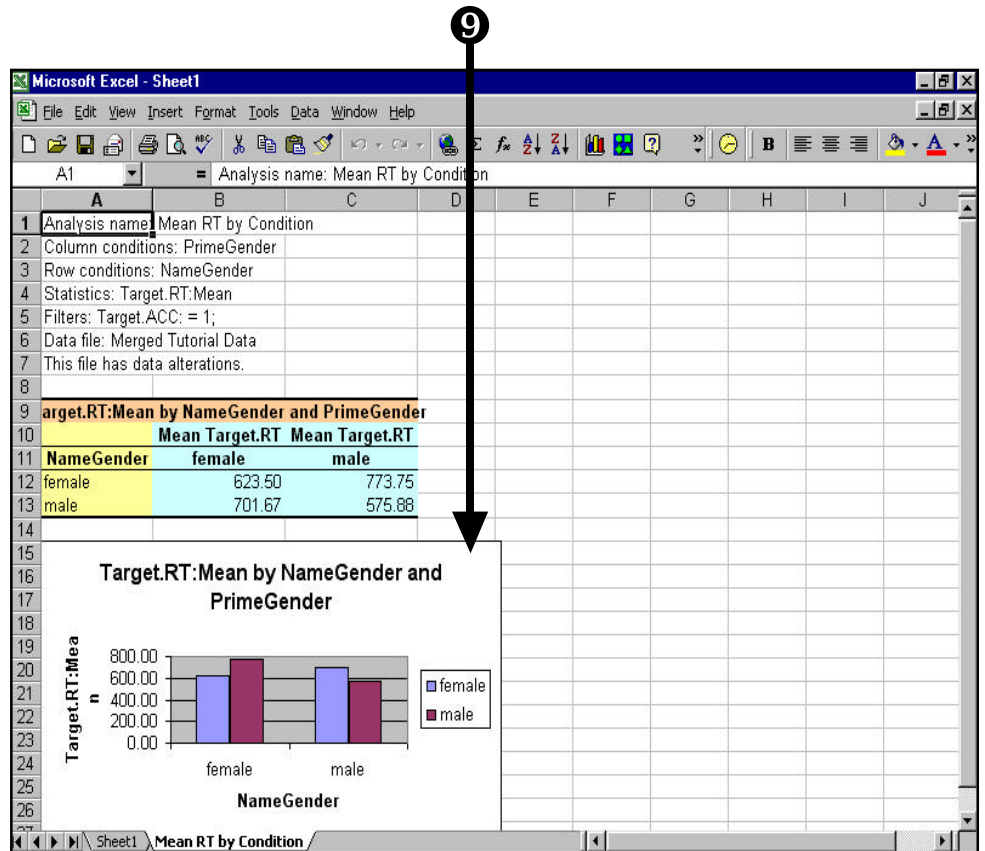 9
Microsoft Excel - Sheet1
File Edit View Insert Format Tools Data Window Help
A1 = Analysis name: Mean RT by Condition
A B C D E F G H I J
1 Analysis name: Mean RT by Condition
2 Column conditions: PrimeGender
3 Row conditions: NameGender
4 Statistics: Target.RT:Mean
5 Filters: Target.ACC: = 1;
6 Data file: Merged Tutorial Data
7 This file has data alterations.
8
9 arget.RT:Mean by NameGender and PrimeGender
10 Mean Target.RT Mean Target.RT
11 NameGender female male
12 female 623.50 773.75
13 male 701.67 575.88
14
15
16
17
18
19
20
21
22
23
24
25
26
27
Target.RT:Mean by NameGender and
PrimeGender
Target.RT:Mea
n
800.00
600.00
400.00
200.00
0.00
female male
NameGender
female
male
Sheet1 Mean RT by Condition